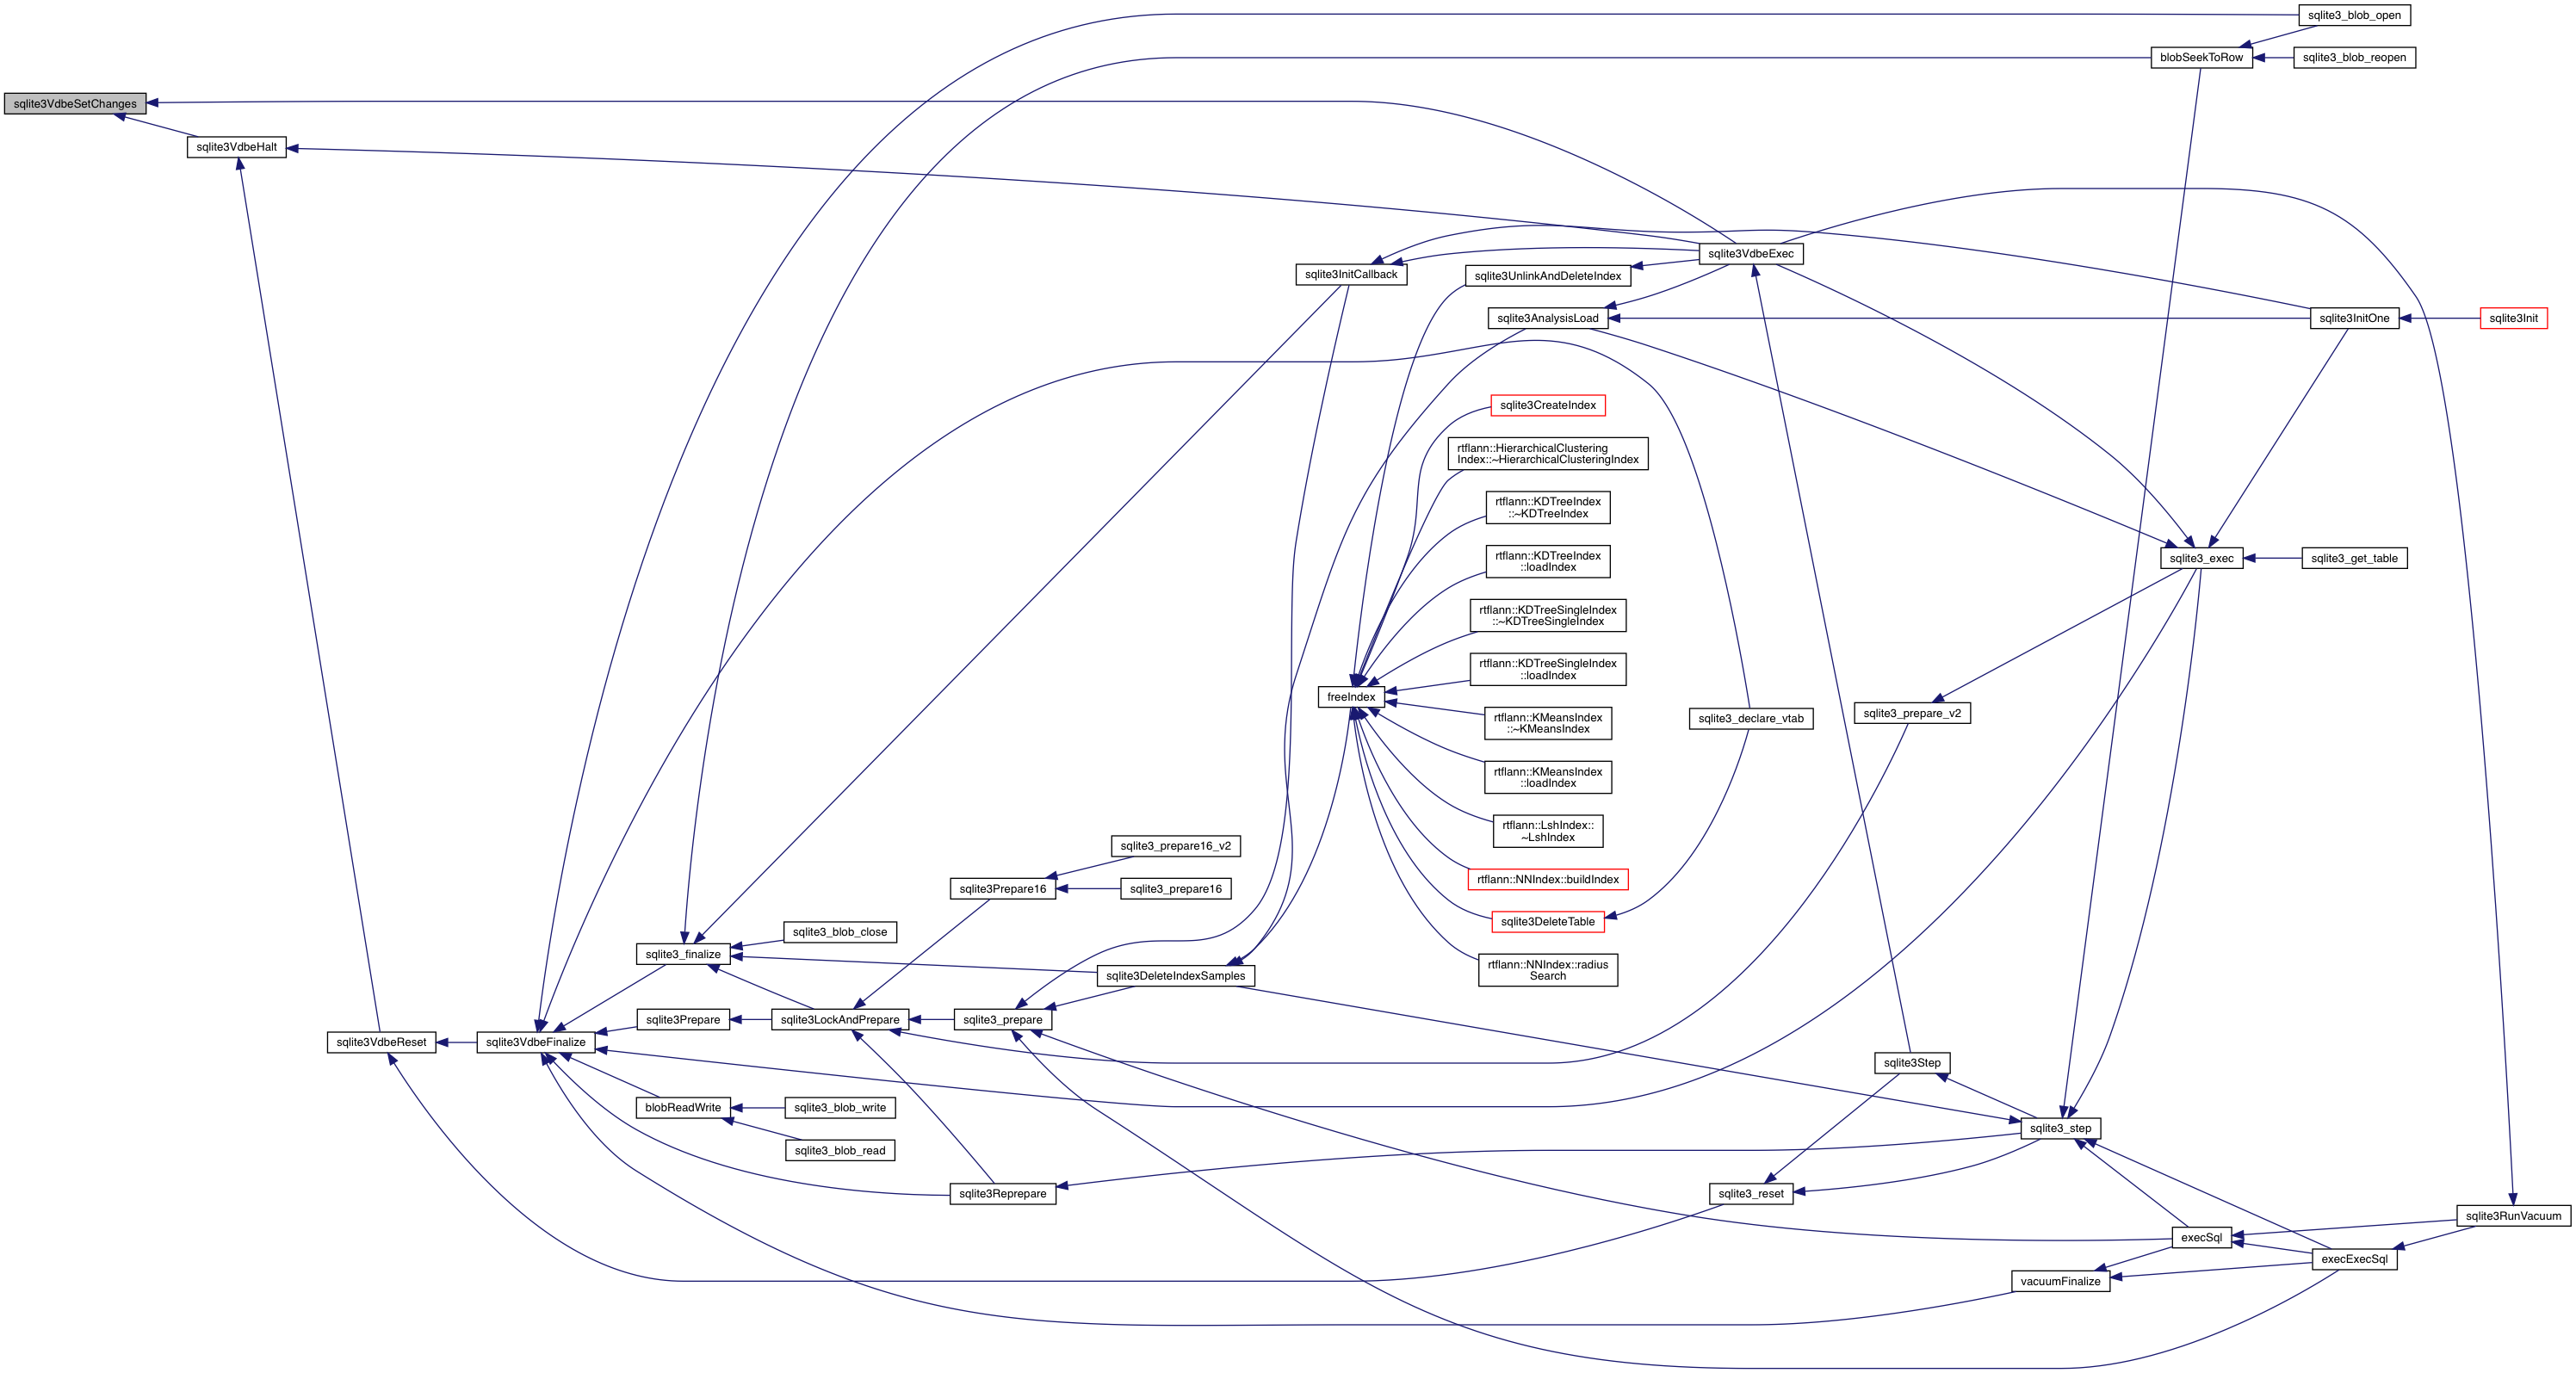 sqlite3_blob_open
blobSeekToRow
sqlite3_blob_reopen
sqlite3VdbeSetChanges
sqlite3VdbeHalt
sqlite3VdbeExec
sqlite3InitCallback
sqlite3UnlinkAndDeleteIndex
sqlite3AnalysisLoad
sqlite3InitOne
sqlite3Init
sqlite3CreateIndex
rtflann::HierarchicalClustering
Index::~HierarchicalClusteringIndex
rtflann::KDTreeIndex
::~KDTreeIndex
rtflann::KDTreeIndex
::loadIndex
sqlite3_exec
sqlite3_get_table
rtflann::KDTreeSingleIndex
::~KDTreeSingleIndex
rtflann::KDTreeSingleIndex
::loadIndex
freeIndex
rtflann::KMeansIndex
::~KMeansIndex
sqlite3_declare_vtab
sqlite3_prepare_v2
rtflann::KMeansIndex
::loadIndex
rtflann::LshIndex::
~LshIndex
sqlite3_prepare16_v2
sqlite3Prepare16
sqlite3_prepare16
rtflann::NNIndex::buildIndex
sqlite3DeleteTable
sqlite3_blob_close
sqlite3_finalize
sqlite3DeleteIndexSamples
rtflann::NNIndex::radius
Search
sqlite3Prepare
sqlite3LockAndPrepare
sqlite3_prepare
sqlite3VdbeReset
sqlite3VdbeFinalize
sqlite3Step
blobReadWrite
sqlite3_blob_write
sqlite3_step
sqlite3_blob_read
sqlite3Reprepare
sqlite3_reset
sqlite3RunVacuum
execSql
execExecSql
vacuumFinalize